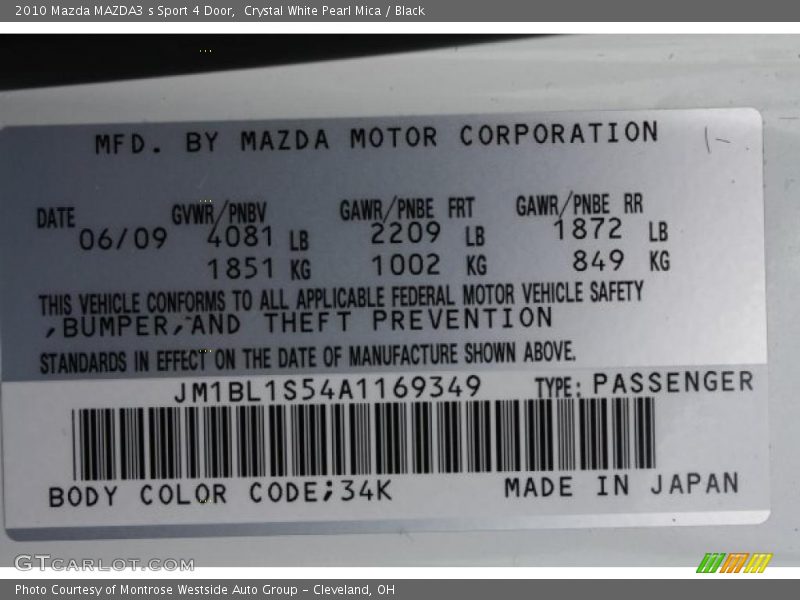 2010 Mazda MAZDA3 s Sport 4 Door, Crystal White Pearl Mica / Black
MFD. BY MAZDA MOTOR CORPORATION
DATE GVWR/PNBV GAWR/PNBE FRT GAWR/PNBE RR
06/09 4081 LB 2209 LB 1872 LB
1851 KG 1002 KG 849 KG
THIS VEHICLE CONFORMS TO ALL APPLICABLE FEDERAL MOTOR VEHICLE SAFETY
,BUMPER, AND THEFT PREVENTION
STANDARDS IN EFFECT ON THE DATE OF MANUFACTURE SHOWN ABOVE.
JM1BL1S54A1169349 TYPE: PASSENGER
BODY COLOR CODE;34K MADE IN JAPAN
GTCARLOT.COM
Photo Courtesy of Montrose Westside Auto Group - Cleveland, OH